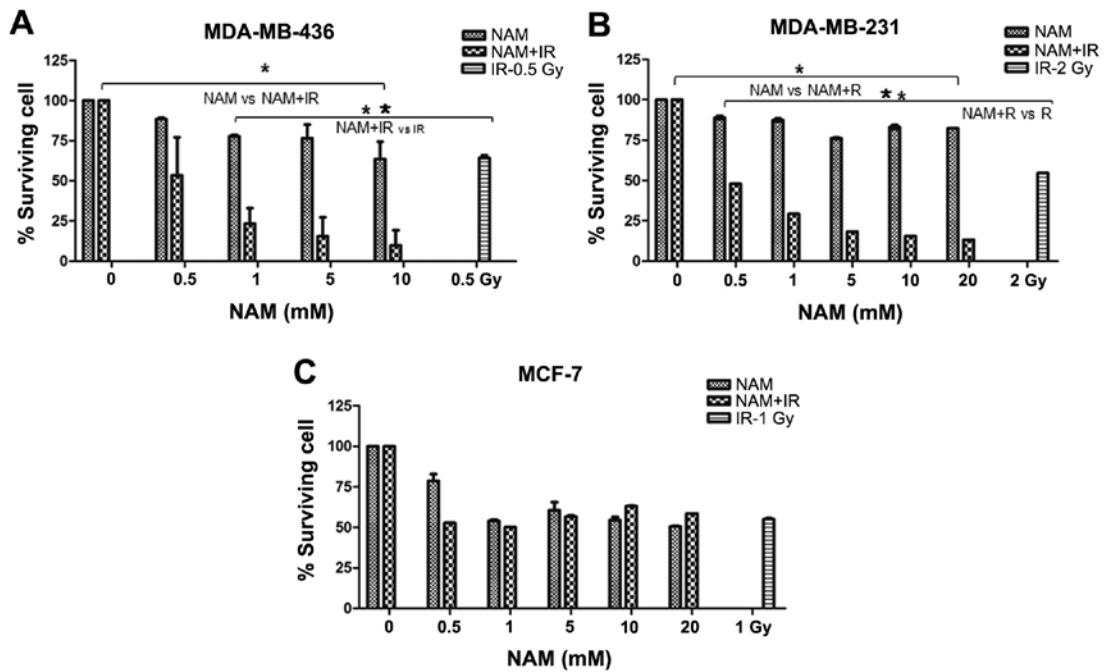 A
MDA-MB-436
NAM
NAM+IR
IR-0.5 Gy
*
NAM vs NAM+IR
* *
NAM+IR vs IR
% Surviving cell
125
100
75
50
25
0
0 0.5 1 5 10 0.5 Gy
NAM (mM)
B
MDA-MB-231
NAM
NAM+IR
IR-2 Gy
*
NAM vs NAM+R
* *
NAM+R vs R
% Surviving cell
125
100
75
50
25
0
0 0.5 1 5 10 20 2 Gy
NAM (mM)
C
MCF-7
NAM
NAM+IR
IR-1 Gy
% Surviving cell
125
100
75
50
25
0
0 0.5 1 5 10 20 1 Gy
NAM (mM)